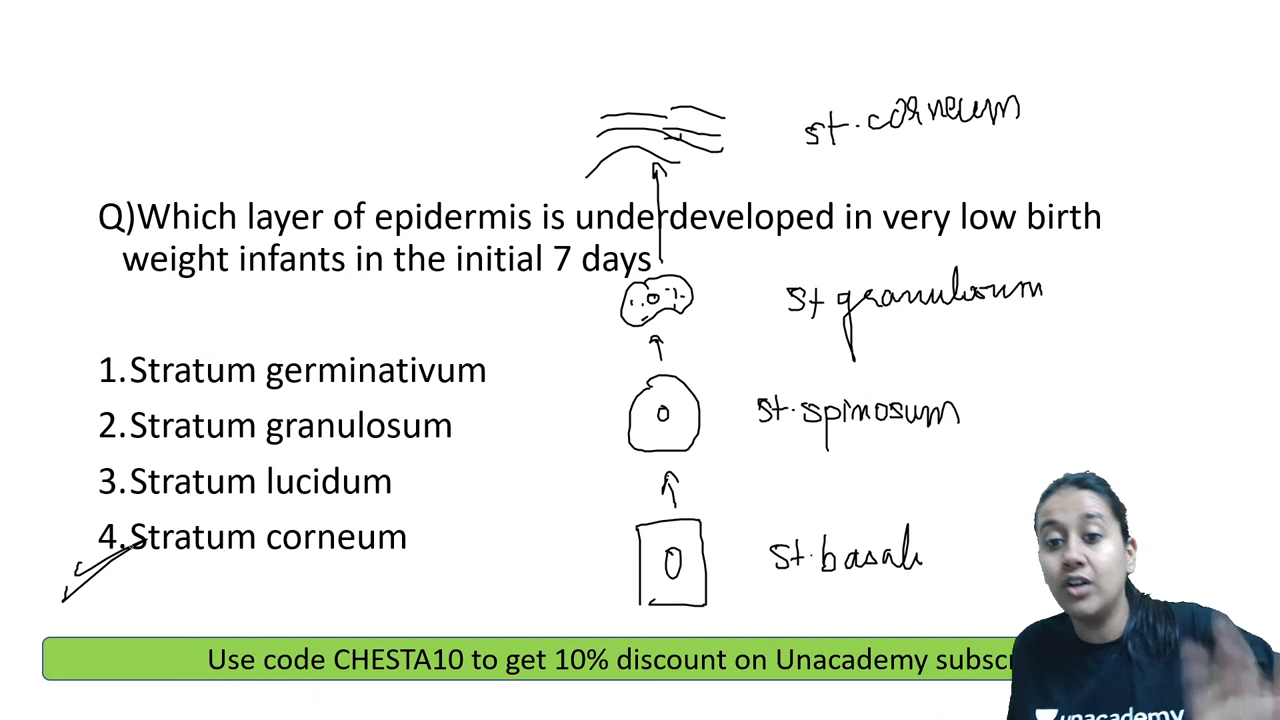 st. corneum
Q)Which layer of epidermis is underdeveloped in very low birth
weight infants in the initial 7 days
st granulosum
1.Stratum germinativum
2.Stratum granulosum
st. spinosum
3.Stratum lucidum
4.Stratum corneum
st. basale
Use code CHESTA10 to get 10% discount on Unacademy subscr
unacademy